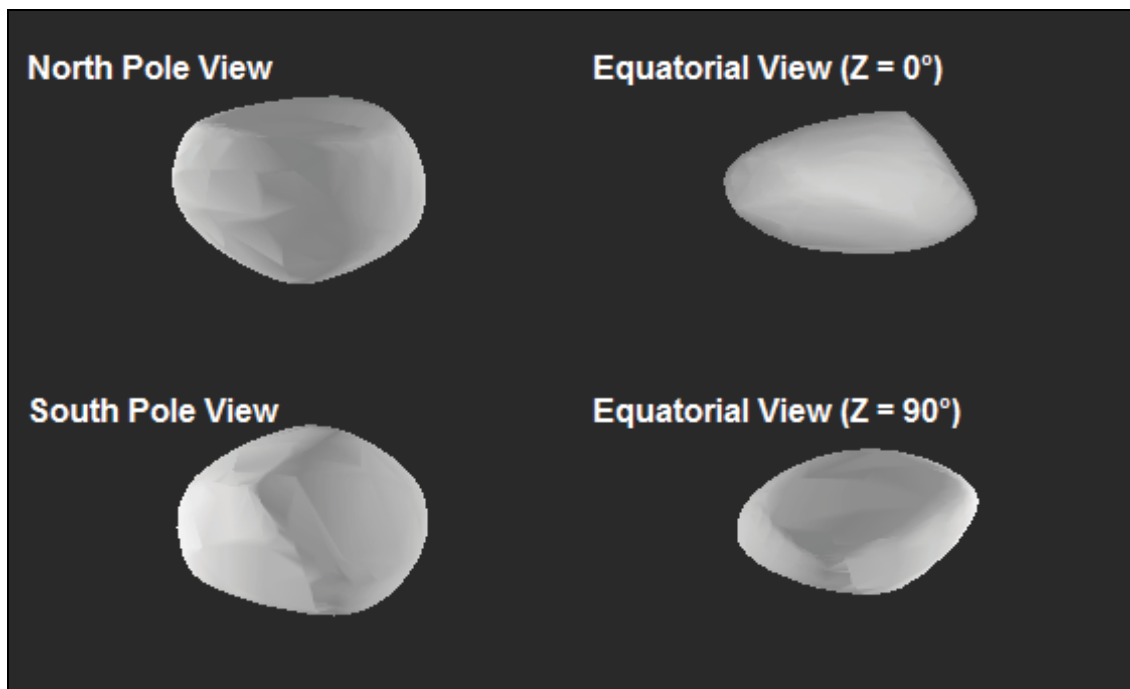 North Pole View
Equatorial View (Z = 0°)
South Pole View
Equatorial View (Z = 90°)